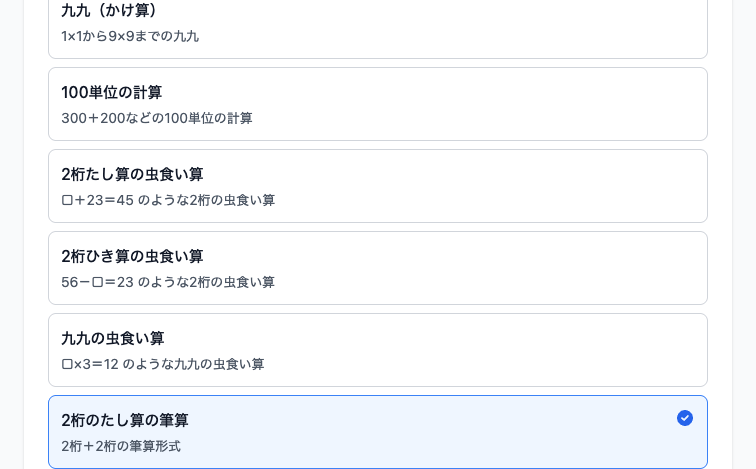 九九（かけ算）
1×1から9×9までの九九
100単位の計算
300＋200などの100単位の計算
2桁たし算の虫食い算
□＋23＝45 のような2桁の虫食い算
2桁ひき算の虫食い算
56−□＝23 のような2桁の虫食い算
九九の虫食い算
□×3＝12 のような九九の虫食い算
2桁のたし算の筆算
2桁＋2桁の筆算形式